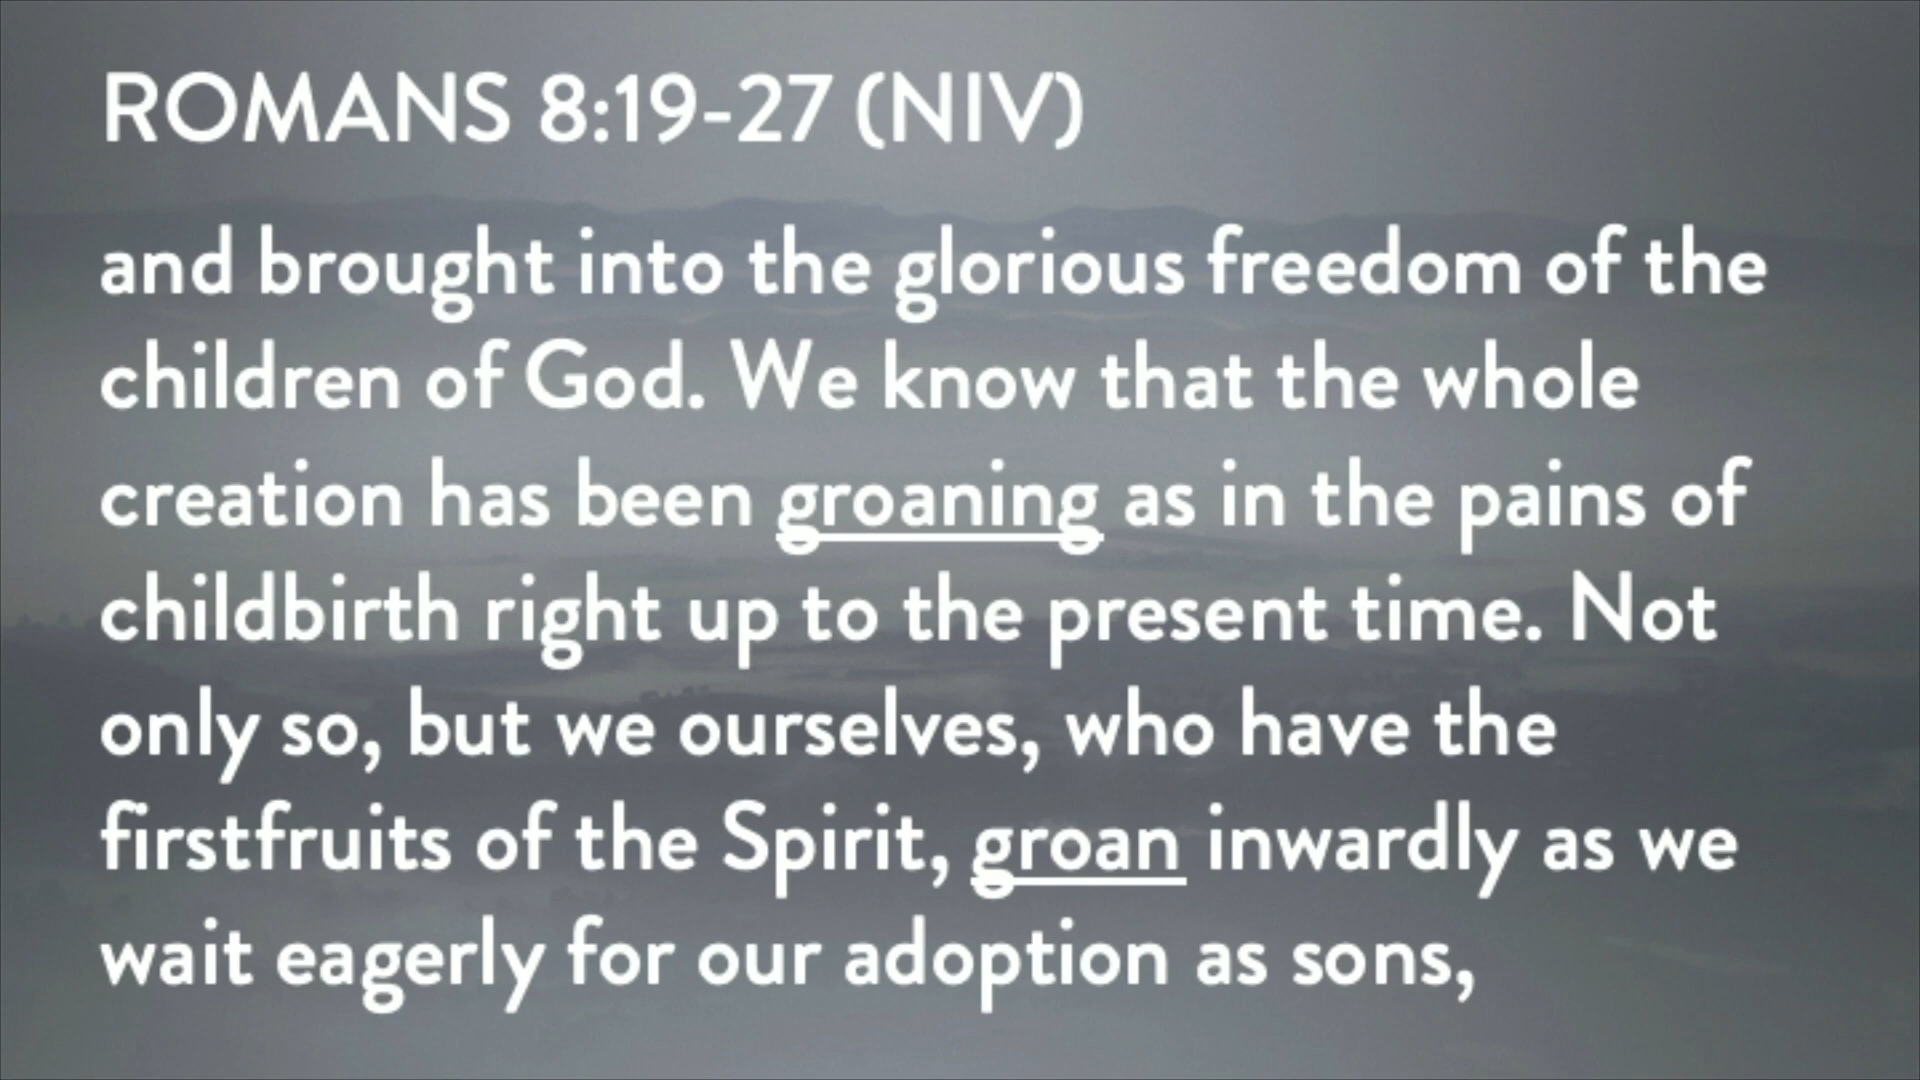 ROMANS 8:19-27 (NIV)
and brought into the glorious freedom of the
children of God. We know that the whole
creation has been groaning as in the pains of
childbirth right up to the present time. Not
only so, but we ourselves, who have the
firstfruits of the Spirit, groan inwardly as we
wait eagerly for our adoption as sons,